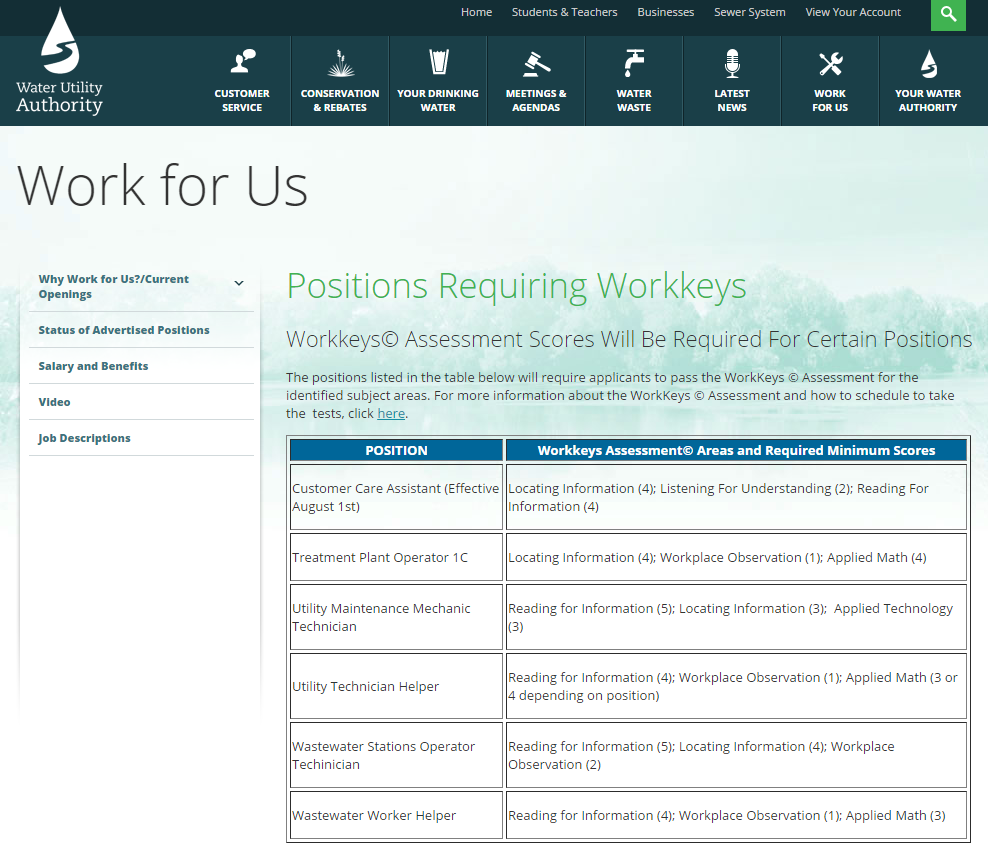 Home Students & Teachers Businesses Sewer System View Your Account
Water Utility
Authority
CUSTOMER
SERVICE
CONSERVATION
& REBATES
YOUR DRINKING
WATER
MEETINGS &
AGENDAS
WATER
WASTE
LATEST
NEWS
WORK
FOR US
YOUR WATER
AUTHORITY
Work for Us
Why Work for Us?/Current
Openings
Status of Advertised Positions
Salary and Benefits
Video
Job Descriptions
Positions Requiring Workkeys
Workkeys© Assessment Scores Will Be Required For Certain Positions
The positions listed in the table below will require applicants to pass the WorkKeys © Assessment for the
identified subject areas. For more information about the WorkKeys © Assessment and how to schedule to take
the tests, click here.
POSITION
Workkeys Assessment© Areas and Required Minimum Scores
Customer Care Assistant (Effective
August 1st)
Locating Information (4); Listening For Understanding (2); Reading For
Information (4)
Treatment Plant Operator 1C
Locating Information (4); Workplace Observation (1); Applied Math (4)
Utility Maintenance Mechanic
Technician
Reading for Information (5); Locating Information (3); Applied Technology
(3)
Utility Technician Helper
Reading for Information (4); Workplace Observation (1); Applied Math (3 or
4 depending on position)
Wastewater Stations Operator
Techinician
Reading for Information (5); Locating Information (4); Workplace
Observation (2)
Wastewater Worker Helper
Reading for Information (4); Workplace Observation (1); Applied Math (3)